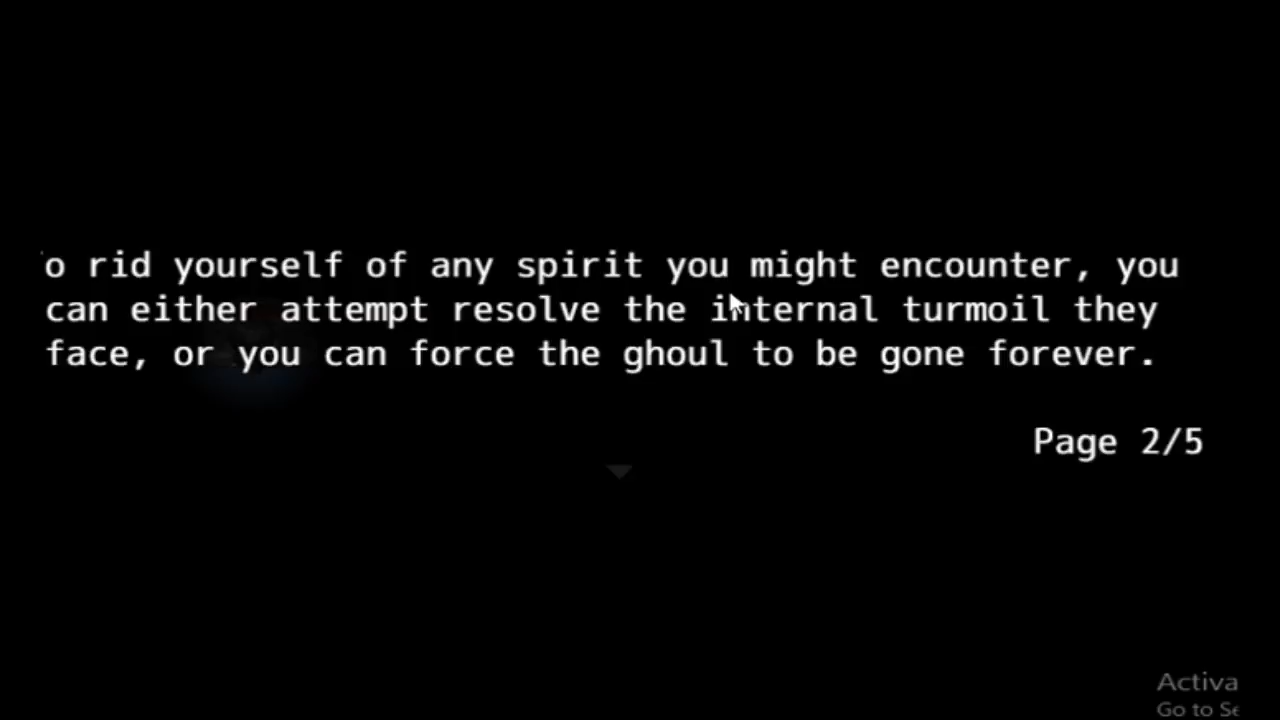 o rid yourself of any spirit you might encounter, you
can either attempt resolve the internal turmoil they
face, or you can force the ghoul to be gone forever.
Page 2/5
Activa
Go to Se